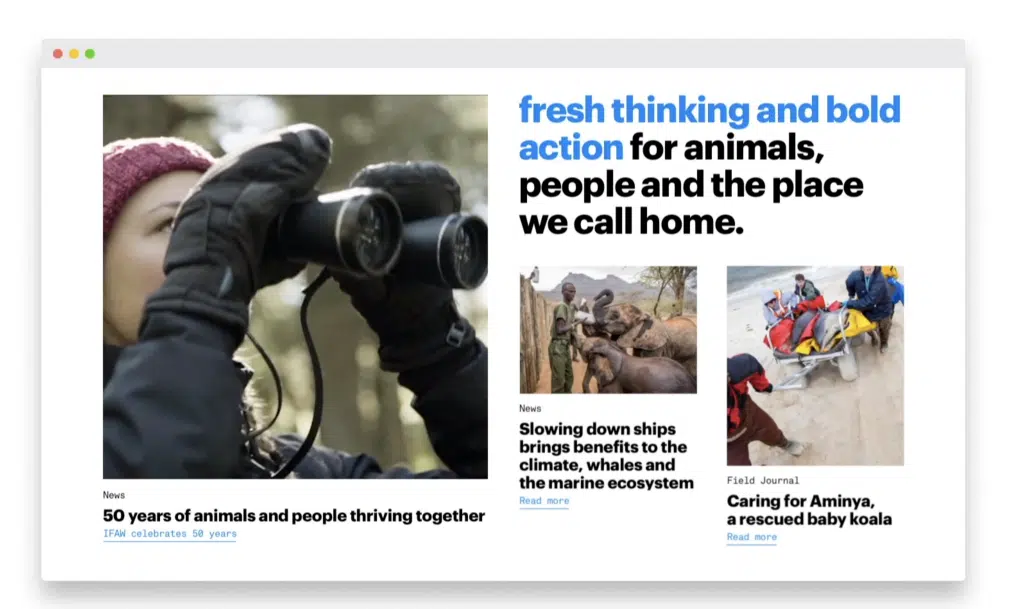 fresh thinking and bold
action for animals,
people and the place
we call home.
News
50 years of animals and people thriving together
IFAW celebrates 50 years
News
Slowing down ships
brings benefits to the
climate, whales and
the marine ecosystem
Read more
Field Journal
Caring for Aminya,
a rescued baby koala
Read more